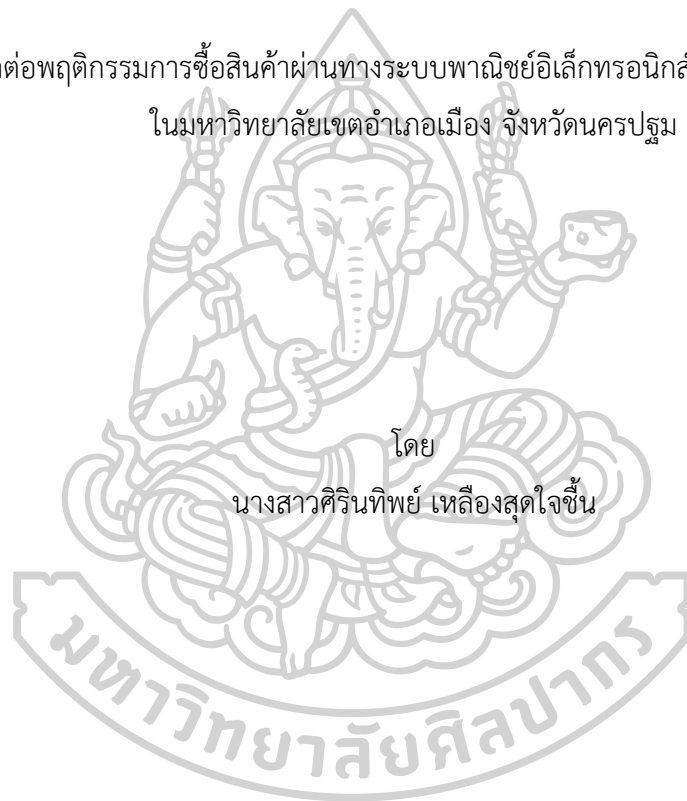 ต่อพฤติกรรมการซื้อสินค้าผ่านทางระบบพาณิชย์อิเล็กทรอนิกส์
ในมหาวิทยาลัยเขตอำเภอเมือง จังหวัดนครปฐม
โดย
นางสาวศิรินทิพย์ เหลืองสุดใจชื้น
มหาวิทยาลัยศิลปากร